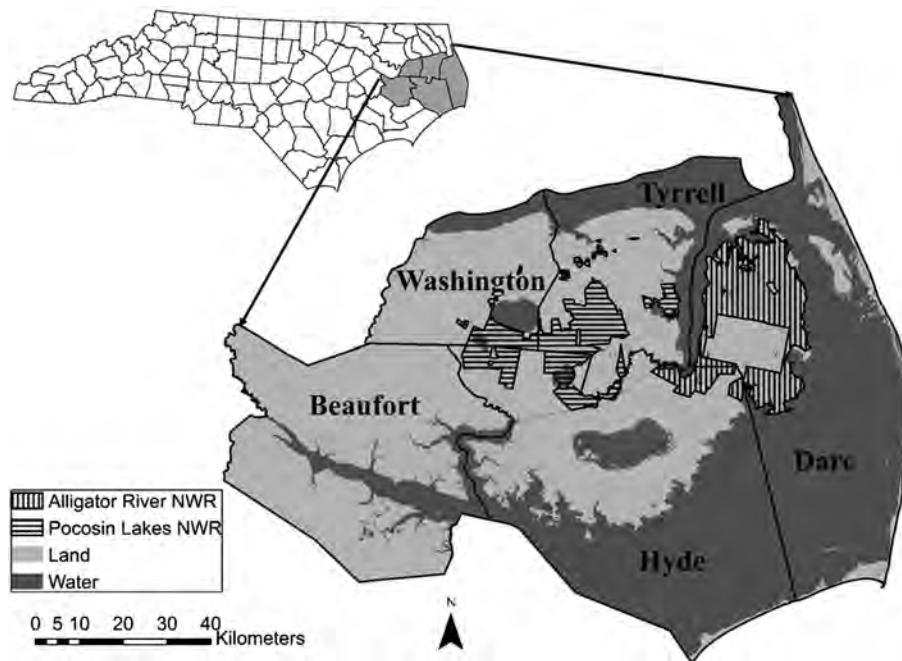 Tyrrell
Washington
Beaufort
Dare
Hyde
Alligator River NWR
Pocosin Lakes NWR
Land
Water
0 5 10 20 30 40
Kilometers
N